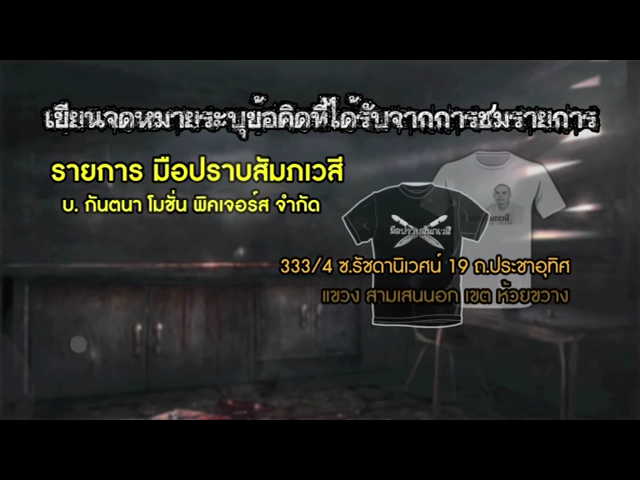 เขียนจดหมายระบุข้อคิดที่ได้รับจากการชมรายการ
รายการ มือปราบสัมภเวสี
บ. กันตนา โมชั่น พิคเจอร์ส จำกัด
มือปราบสัมภเวสี
333/4 ซ.รัชดานิเวศน์ 19 ถ.ประชาอุทิศ
แขวง สามเสนนอก เขต ห้วยขวาง